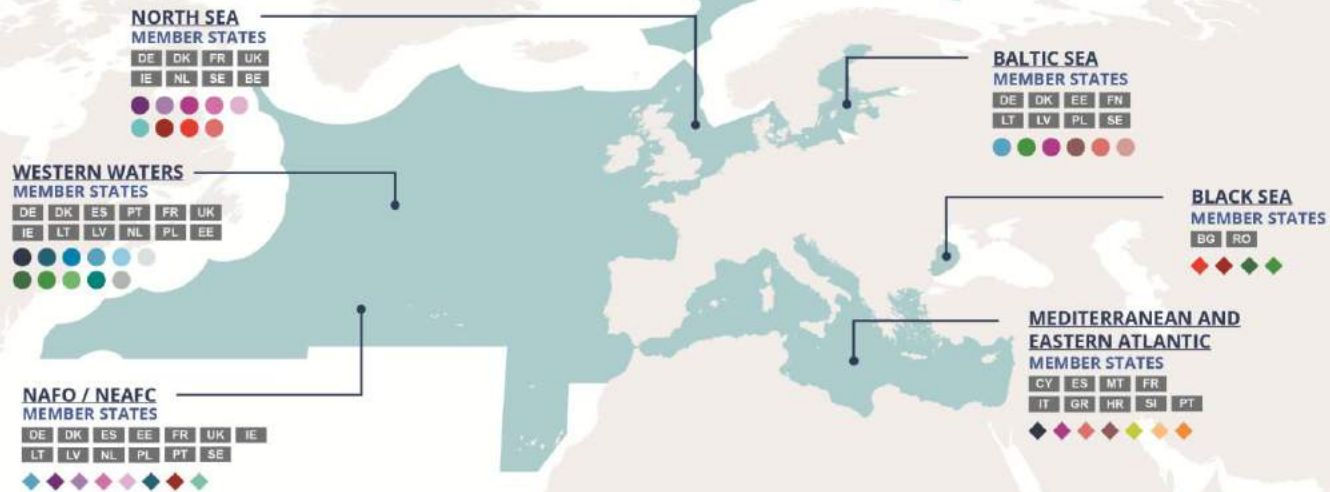 NORTH SEA
MEMBER STATES
DE DK FR UK
IE NL SE BE
WESTERN WATERS
MEMBER STATES
DE DK ES PT FR UK
IE LT LV NL PL EE
NAFO / NEAFC
MEMBER STATES
DE DK ES EE FR UK IE
LT LV NL PL PT SE
BALTIC SEA
MEMBER STATES
DE DK EE FN
LT LV PL SE
BLACK SEA
MEMBER STATES
BG RO
MEDITERRANEAN AND
EASTERN ATLANTIC
MEMBER STATES
CY ES MT FR
IT GR HR SI PT